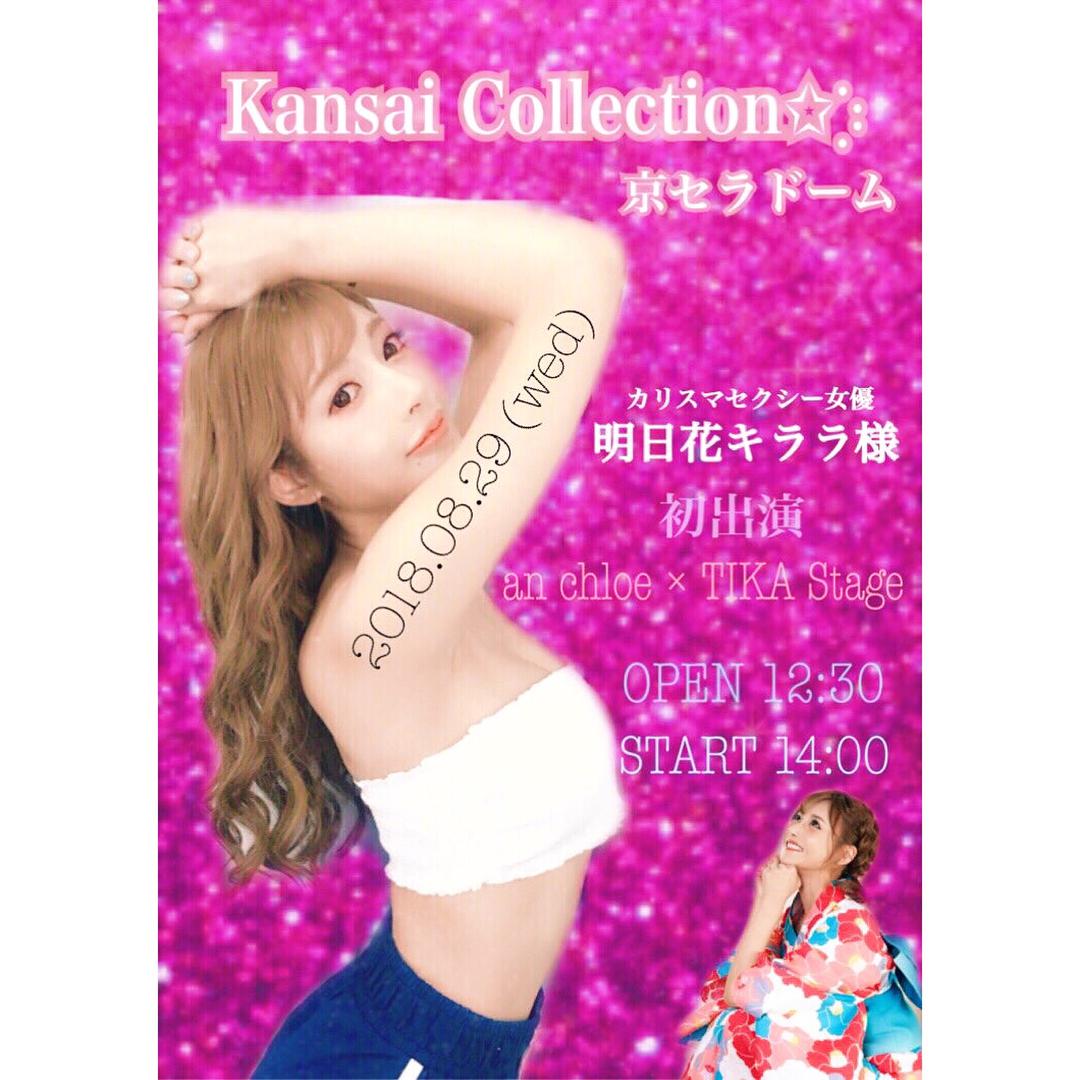 Kansai Collection☆
京セラドーム
2018.08.29 (wed)
カリスマセクシー女優
明日花キララ様
初出演
an chloe × TIKA Stage
OPEN 12:30
START 14:00